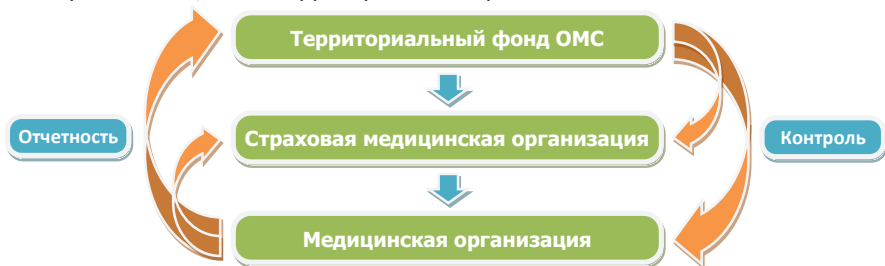 Территориальный фонд ОМС
Отчетность
Страховая медицинская организация
Контроль
Медицинская организация